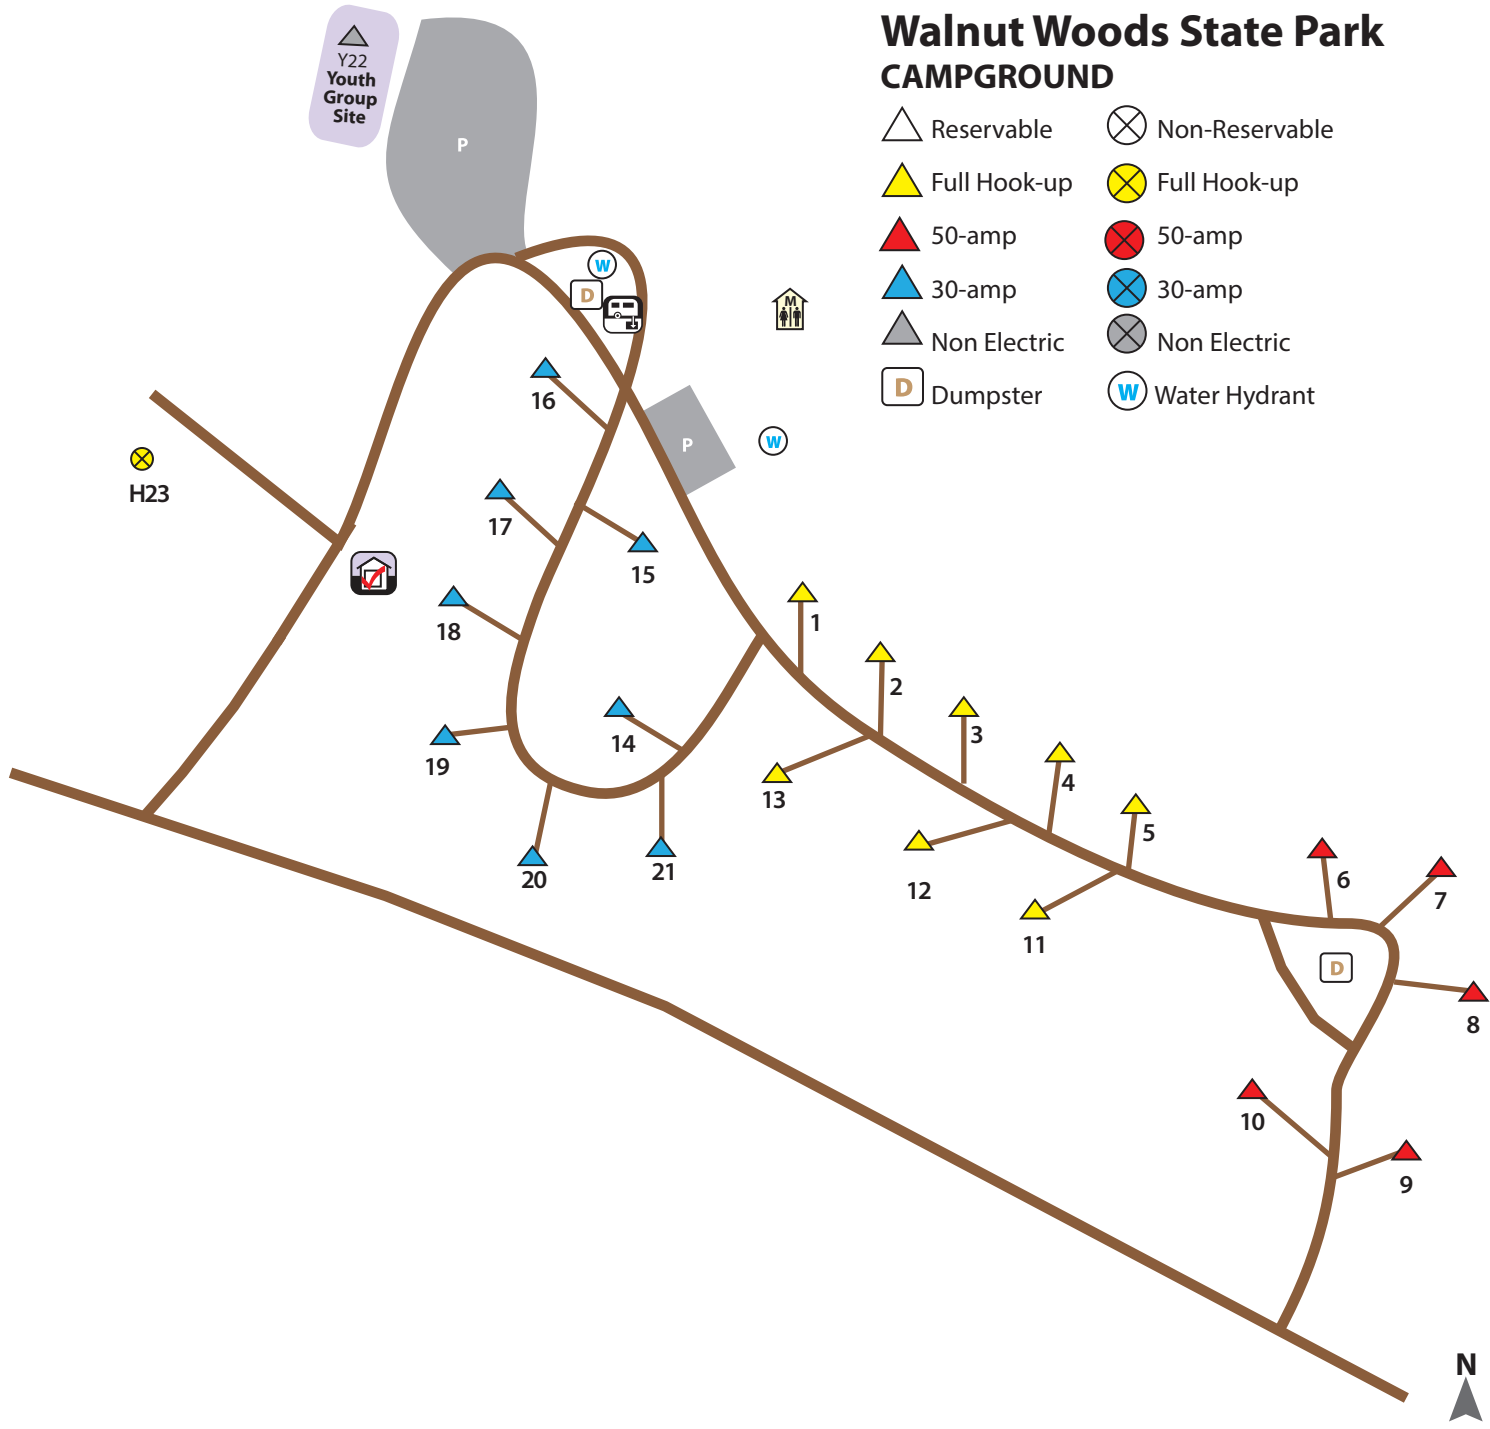 Walnut Woods State Park
CAMPGROUND
Reservable
Non-Reservable
Full Hook-up
Full Hook-up
50-amp
50-amp
30-amp
30-amp
Non Electric
Non Electric
D Dumpster
W Water Hydrant
Y22
Youth
Group
Site
P
W
D
M
P
W
16
H23
17
15
18
1
2
14
3
19
13
4
5
20
21
12
6
7
11
D
8
10
9
N